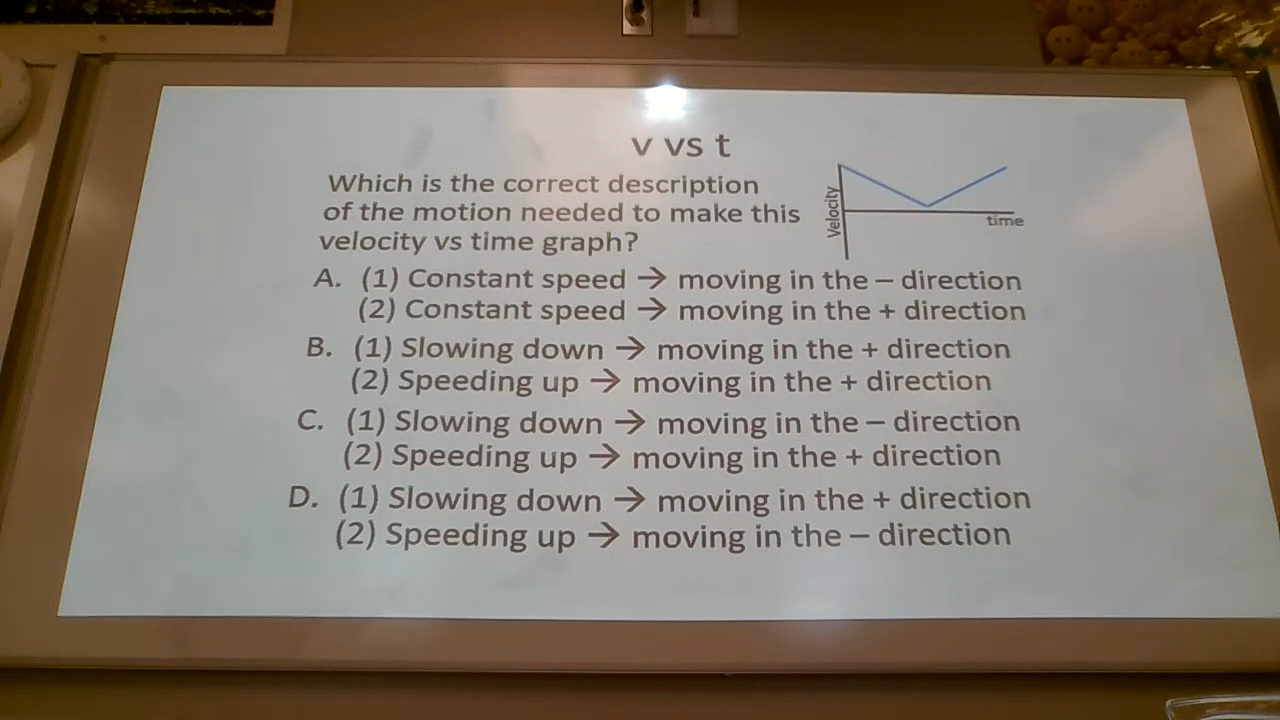 v vs t
Which is the correct description
of the motion needed to make this
velocity vs time graph?
Velocity
time
A. (1) Constant speed → moving in the – direction
(2) Constant speed → moving in the + direction
B. (1) Slowing down → moving in the + direction
(2) Speeding up → moving in the + direction
C. (1) Slowing down → moving in the – direction
(2) Speeding up → moving in the + direction
D. (1) Slowing down → moving in the + direction
(2) Speeding up → moving in the – direction